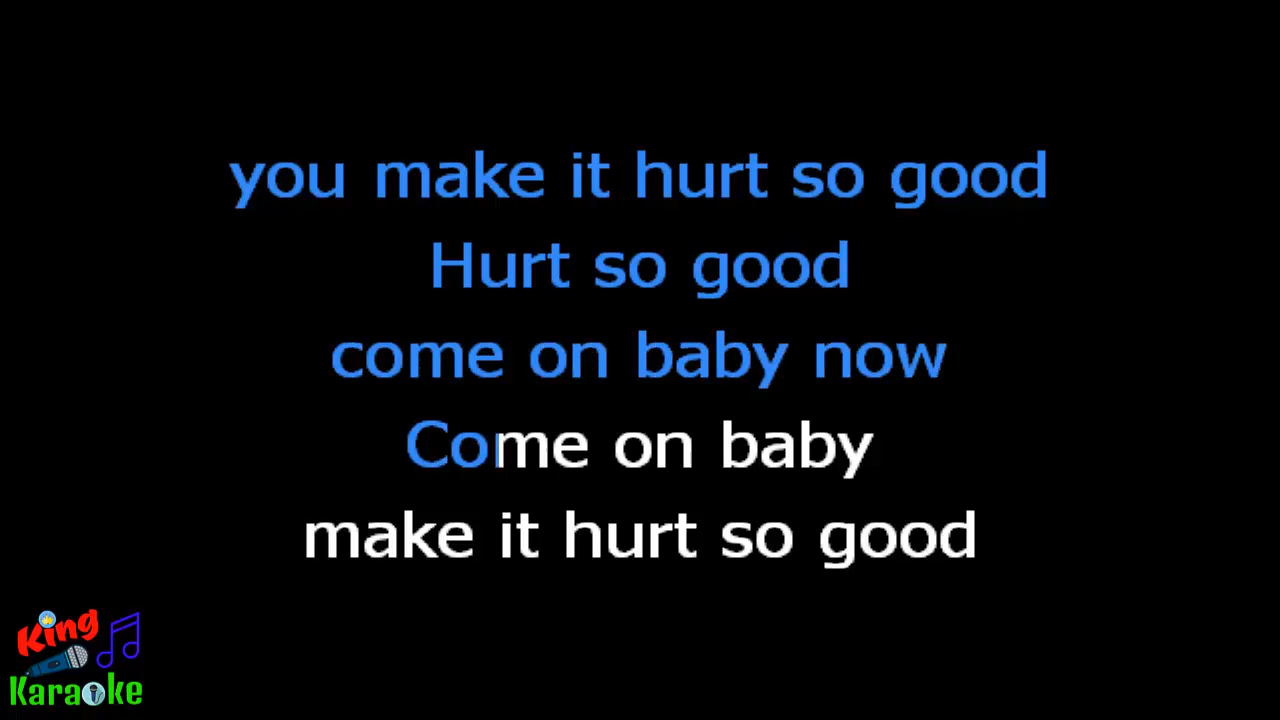 you make it hurt so good
Hurt so good
come on baby now
Come on baby
make it hurt so good
King
Karaoke